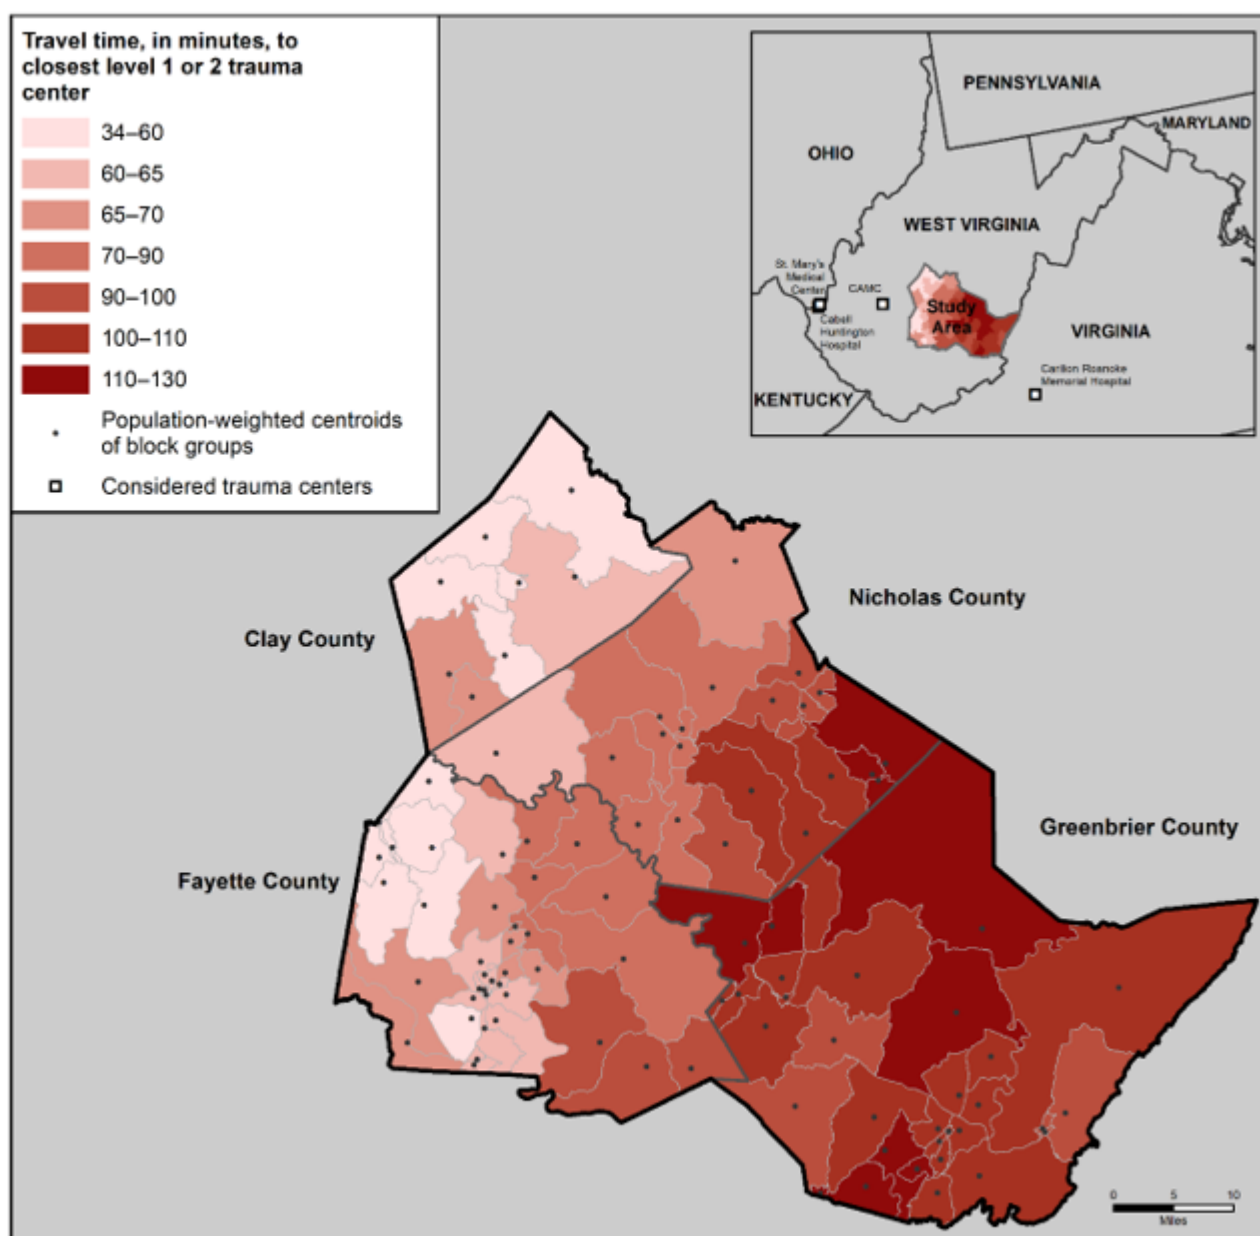 Travel time, in minutes, to
closest level 1 or 2 trauma
center
34–60
60–65
65–70
70–90
90–100
100–110
110–130
Population-weighted centroids
of block groups
Considered trauma centers
PENNSYLVANIA
MARYLAND
OHIO
WEST VIRGINIA
St. Mary's
Medical
Center
CAMC
Cabell
Huntington
Hospital
Study
Area
VIRGINIA
Carilion Roanoke
Memorial Hospital
KENTUCKY
Nicholas County
Clay County
Greenbrier County
Fayette County
0 5 10
Miles